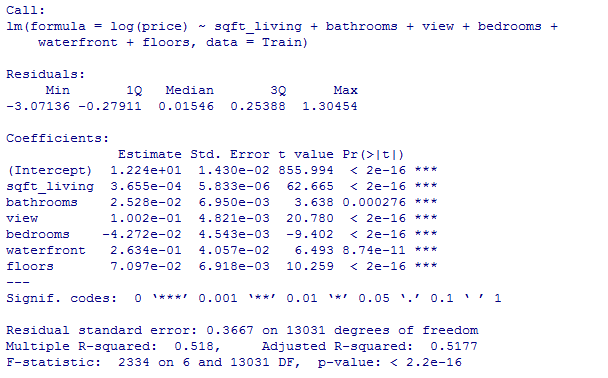 Call:
lm(formula = log(price) ~ sqft_living + bathrooms + view + bedrooms +
    waterfront + floors, data = Train)

Residuals:
     Min       1Q   Median       3Q      Max
-3.07136 -0.27911  0.01546  0.25388  1.30454

Coefficients:
              Estimate Std. Error t value Pr(>|t|)
(Intercept)  1.224e+01  1.430e-02 855.994  < 2e-16 ***
sqft_living  3.655e-04  5.833e-06  62.665  < 2e-16 ***
bathrooms    2.528e-02  6.950e-03   3.638 0.000276 ***
view         1.002e-01  4.821e-03  20.780  < 2e-16 ***
bedrooms    -4.272e-02  4.543e-03  -9.402  < 2e-16 ***
waterfront   2.634e-01  4.057e-02   6.493 8.74e-11 ***
floors       7.097e-02  6.918e-03  10.259  < 2e-16 ***
---
Signif. codes:  0 ‘***’ 0.001 ‘**’ 0.01 ‘*’ 0.05 ‘.’ 0.1 ‘ ’ 1

Residual standard error: 0.3667 on 13031 degrees of freedom
Multiple R-squared:  0.518,     Adjusted R-squared:  0.5177
F-statistic:  2334 on 6 and 13031 DF,  p-value: < 2.2e-16